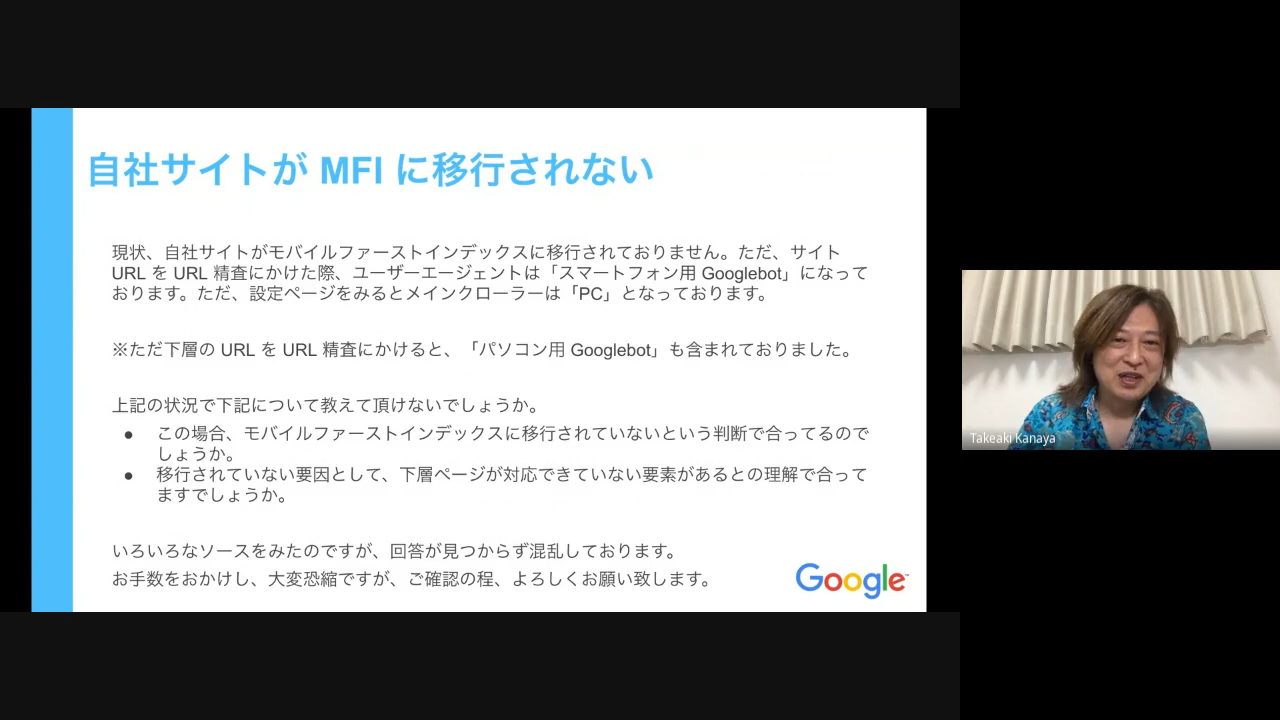 自社サイトが MFI に移行されない
現状、自社サイトがモバイルファーストインデックスに移行されておりません。ただ、サイト
URL を URL 精査にかけた際、ユーザーエージェントは「スマートフォン用 Googlebot」になって
おります。ただ、設定ページをみるとメインクローラーは「PC」となっております。
※ただ下層の URL を URL 精査にかけると、「パソコン用 Googlebot」も含まれておりました。
上記の状況で下記について教えて頂けないでしょうか。
● この場合、モバイルファーストインデックスに移行されていないという判断で合ってるので
しょうか。
● 移行されていない要因として、下層ページが対応できていない要素があるとの理解で合って
ますでしょうか。
いろいろなソースをみたのですが、回答が見つからず混乱しております。
お手数をおかけし、大変恐縮ですが、ご確認の程、よろしくお願い致します。
Google
Takeaki Kanaya